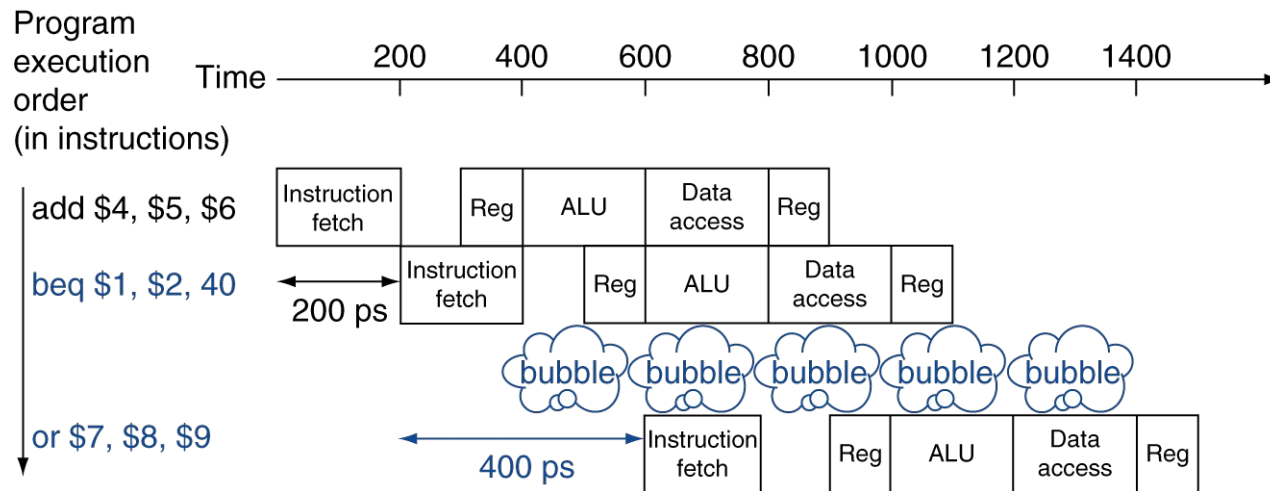 Program
execution
order
(in instructions)
Time
200 400 600 800 1000 1200 1400
add $4, $5, $6
Instruction
fetch
Reg
ALU
Data
access
Reg
beq $1, $2, 40
200 ps
Instruction
fetch
Reg
ALU
Data
access
Reg
bubble bubble bubble bubble bubble
or $7, $8, $9
400 ps
Instruction
fetch
Reg
ALU
Data
access
Reg